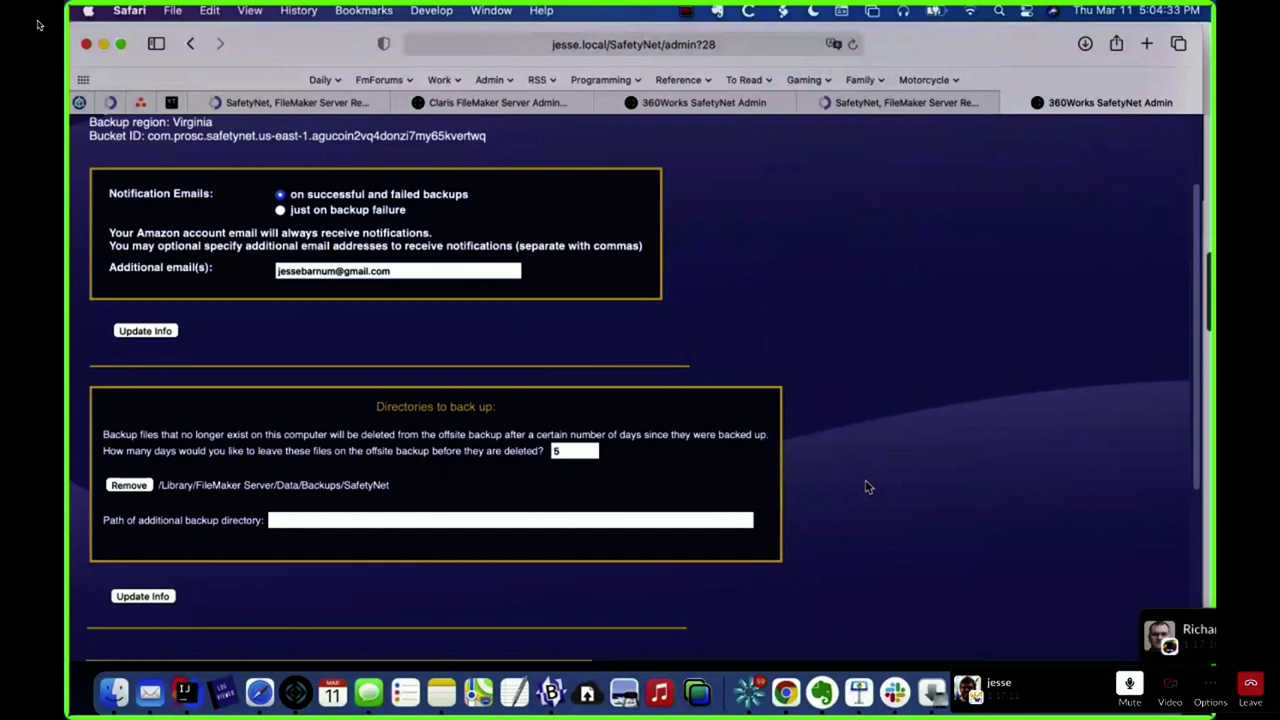 Safari File Edit View History Bookmarks Develop Window Help Thu Mar 11 5:04:33 PM
jesse.local/SafetyNet/admin?28
Daily FmForums Work Admin RSS Programming Reference To Read Gaming Family Motorcycle
SafetyNet, FileMaker Server Re... Claris FileMaker Server Admin... 360Works SafetyNet Admin SafetyNet, FileMaker Server Re... 360Works SafetyNet Admin
Backup region: Virginia
Bucket ID: com.prosc.safetynet.us-east-1.agucoin2vq4donzi7my65kvertwq
Notification Emails: on successful and failed backups
just on backup failure
Your Amazon account email will always receive notifications.
You may optional specify additional email addresses to receive notifications (separate with commas)
Additional email(s): jessebarnum@gmail.com
Update Info
Directories to back up:
Backup files that no longer exist on this computer will be deleted from the offsite backup after a certain number of days since they were backed up.
How many days would you like to leave these files on the offsite backup before they are deleted? 5
Remove /Library/FileMaker Server/Data/Backups/SafetyNet
Path of additional backup directory:
Update Info
Richar
jesse
1:17:11
MAR
11
59
Mute Video Options Leave